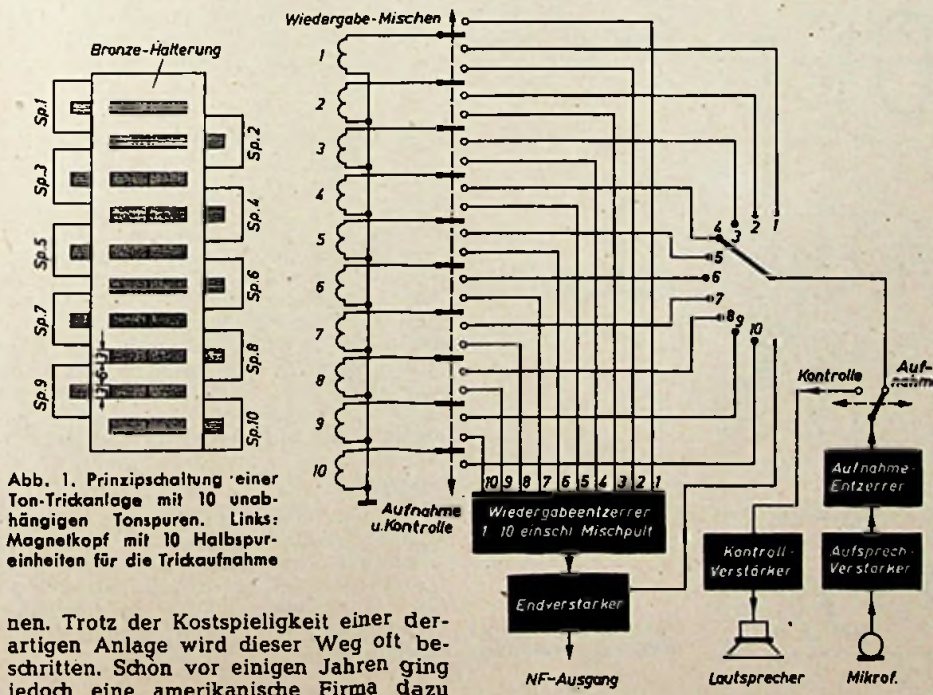 Wiedergabe-Mischen
Bronze-Halterung
Sp.1
Sp.3
Sp.5
Sp.7
Sp.9
Sp.2
Sp.4
Sp.6
Sp.8
Sp.10
1
2
3
4
5
6
7
8
9
10
4 3 2 1
5
6
7
8 9 10
Kontrolle
Auf-
nahme
Aufnahme
u.Kontrolle
10 9 8 7 6 5 4 3 2 1
Wiedergabeentzerrer
1 10 einschl Mischpult
Endverstärker
NF-Ausgang
Kontroll-
Verstärker
Lautsprecher
Aufnahme-
Entzerrer
Aufsprech-
Verstärker
Mikrof.
Abb. 1. Prinzipschaltung einer
Ton-Trickanlage mit 10 unab-
hängigen Tonspuren. Links:
Magnetkopf mit 10 Halbspur-
einheiten für die Trickaufnahme
nen. Trotz der Kostspieligkeit einer der-
artigen Anlage wird dieser Weg oft be-
schritten. Schon vor einigen Jahren ging
jedoch eine amerikanische Firma dazu